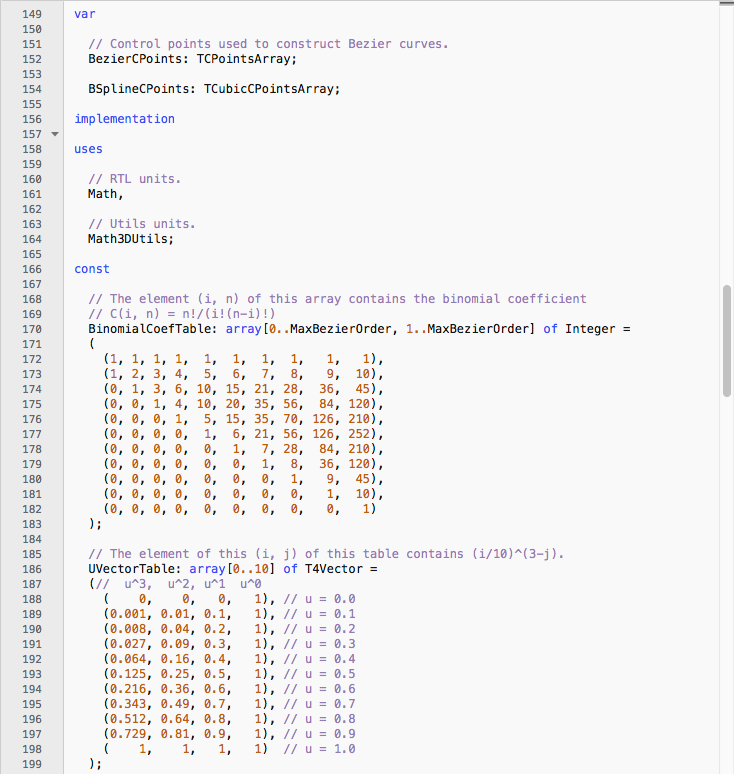 149 var
150
151 // Control points used to construct Bezier curves.
152 BezierCPoints: TCPointsArray;
153
154 BSplineCPoints: TCubicCPointsArray;
155
156 implementation
157
158 uses
159
160 // RTL units.
161 Math,
162
163 // Utils units.
164 Math3DUtils;
165
166 const
167
168 // The element (i, n) of this array contains the binomial coefficient
169 // C(i, n) = n!/(i!(n-i)!)
170 BinomialCoefTable: array[0..MaxBezierOrder, 1..MaxBezierOrder] of Integer =
171 (
172 (1, 1, 1, 1, 1, 1, 1, 1, 1, 1),
173 (1, 2, 3, 4, 5, 6, 7, 8, 9, 10),
174 (0, 1, 3, 6, 10, 15, 21, 28, 36, 45),
175 (0, 0, 1, 4, 10, 20, 35, 56, 84, 120),
176 (0, 0, 0, 1, 5, 15, 35, 70, 126, 210),
177 (0, 0, 0, 0, 1, 6, 21, 56, 126, 252),
178 (0, 0, 0, 0, 0, 1, 7, 28, 84, 210),
179 (0, 0, 0, 0, 0, 0, 1, 8, 36, 120),
180 (0, 0, 0, 0, 0, 0, 0, 1, 9, 45),
181 (0, 0, 0, 0, 0, 0, 0, 0, 1, 10),
182 (0, 0, 0, 0, 0, 0, 0, 0, 0, 1)
183 );
184
185 // The element of this (i, j) of this table contains (i/10)^(3-j).
186 UVectorTable: array[0..10] of T4Vector =
187 (// u^3, u^2, u^1 u^0
188 ( 0, 0, 0, 1), // u = 0.0
189 (0.001, 0.01, 0.1, 1), // u = 0.1
190 (0.008, 0.04, 0.2, 1), // u = 0.2
191 (0.027, 0.09, 0.3, 1), // u = 0.3
192 (0.064, 0.16, 0.4, 1), // u = 0.4
193 (0.125, 0.25, 0.5, 1), // u = 0.5
194 (0.216, 0.36, 0.6, 1), // u = 0.6
195 (0.343, 0.49, 0.7, 1), // u = 0.7
196 (0.512, 0.64, 0.8, 1), // u = 0.8
197 (0.729, 0.81, 0.9, 1), // u = 0.9
198 ( 1, 1, 1, 1) // u = 1.0
199 );